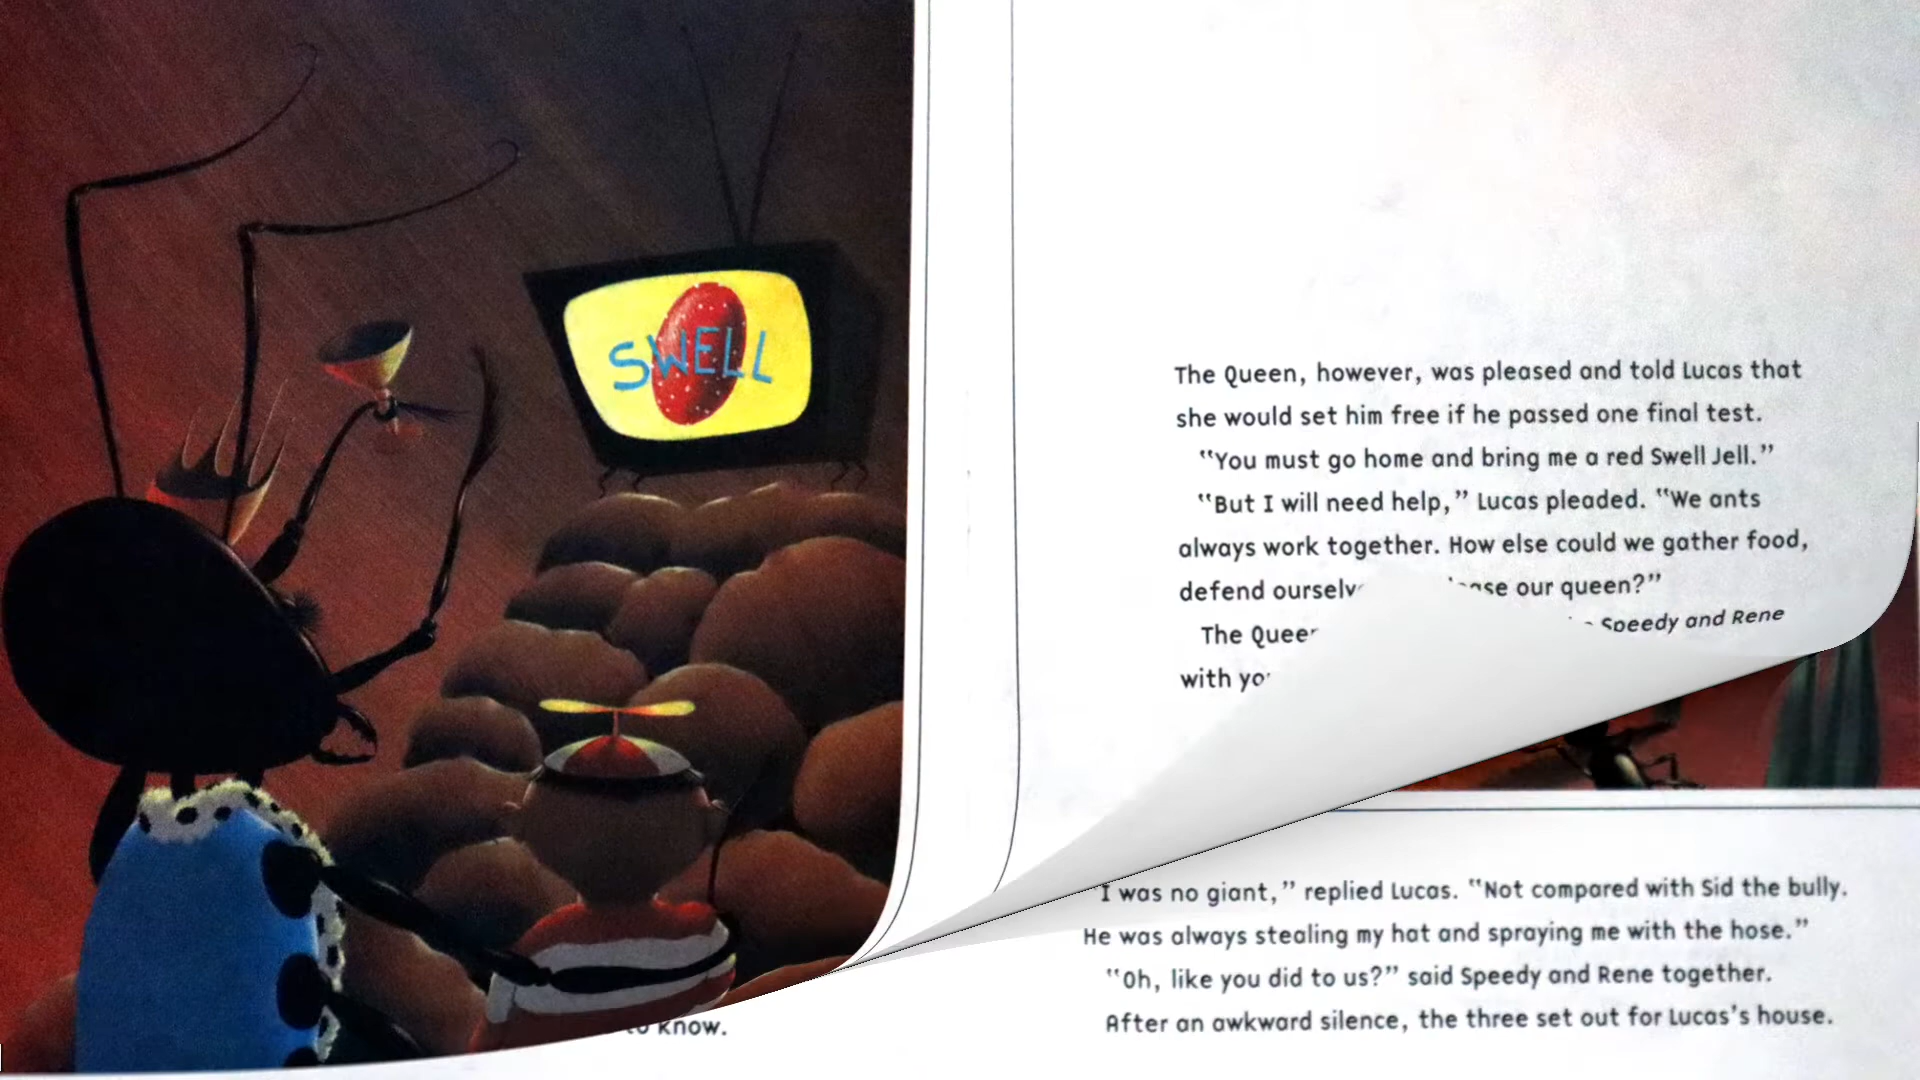 SWELL
The Queen, however, was pleased and told Lucas that
she would set him free if he passed one final test.
“You must go home and bring me a red Swell Jell.”
“But I will need help,” Lucas pleaded. “We ants
always work together. How else could we gather food,
defend our queen?”
The Speedy and Rene
with
know.
“I was no giant,” replied Lucas. “Not compared with Sid the bully.
He was always stealing my hat and spraying me with the hose.”
“Oh, like you did to us?” said Speedy and Rene together.
After an awkward silence, the three set out for Lucas's house.